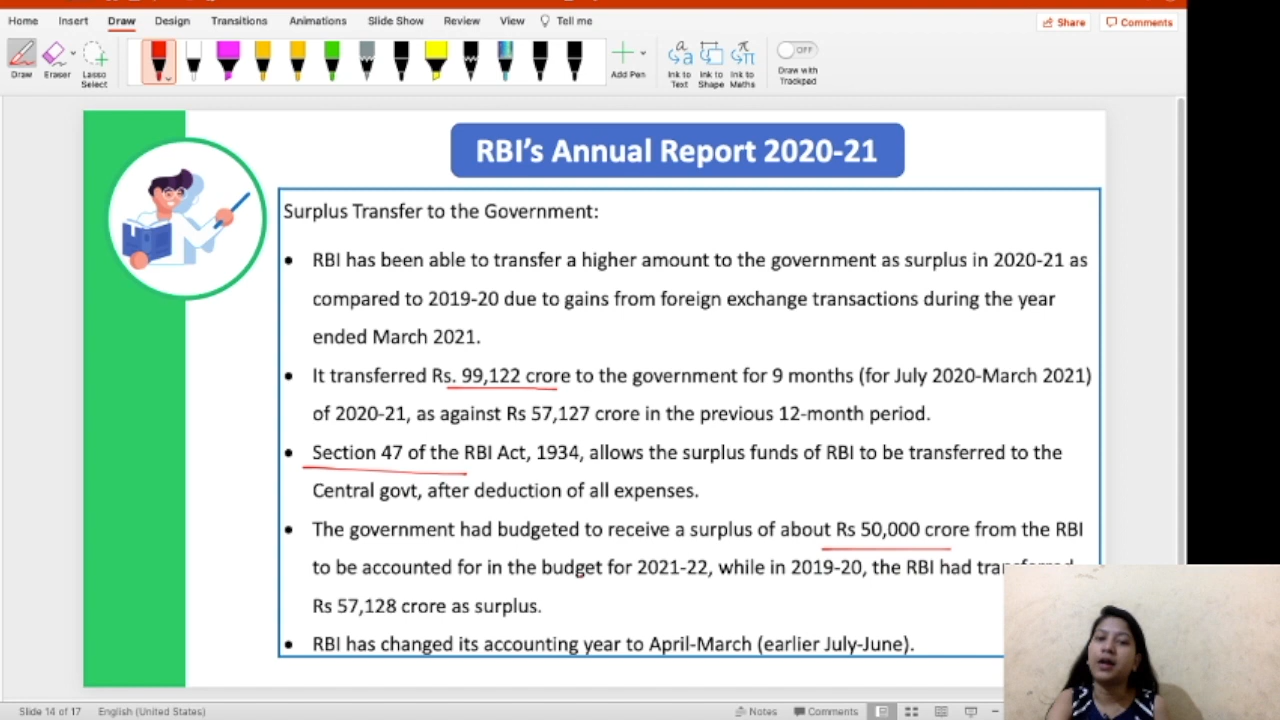 Home Insert Draw Design Transitions Animations Slide Show Review View Tell me Share Comments
Draw Eraser Lasso Select Add Pen Ink to Text Ink to Shape Ink to Maths OFF Draw with Trackpad
RBI's Annual Report 2020-21
Surplus Transfer to the Government:
• RBI has been able to transfer a higher amount to the government as surplus in 2020-21 as
compared to 2019-20 due to gains from foreign exchange transactions during the year
ended March 2021.
• It transferred Rs. 99,122 crore to the government for 9 months (for July 2020-March 2021)
of 2020-21, as against Rs 57,127 crore in the previous 12-month period.
• Section 47 of the RBI Act, 1934, allows the surplus funds of RBI to be transferred to the
Central govt, after deduction of all expenses.
• The government had budgeted to receive a surplus of about Rs 50,000 crore from the RBI
to be accounted for in the budget for 2021-22, while in 2019-20, the RBI had transferred
Rs 57,128 crore as surplus.
• RBI has changed its accounting year to April-March (earlier July-June).
Slide 14 of 17 English (United States) Notes Comments